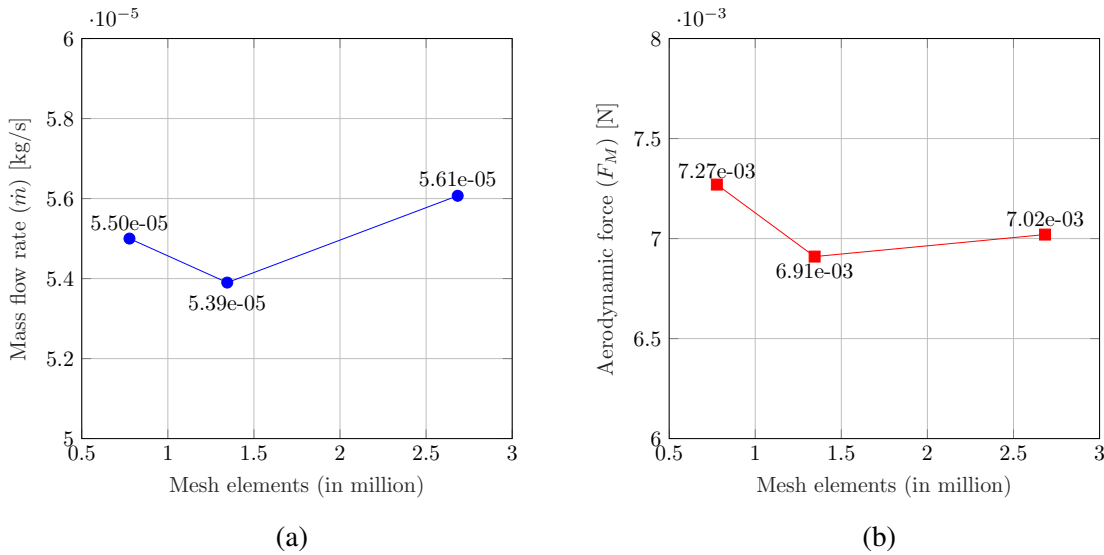 ·10⁻⁵
6
5.8
5.6
5.4
5.2
5
0.5 1 1.5 2 2.5 3
Mass flow rate (ṁ) [kg/s]
5.50e-05
5.39e-05
5.61e-05
Mesh elements (in million)
(a)
·10⁻³
8
7.5
7
6.5
6
0.5 1 1.5 2 2.5 3
Aerodynamic force (F_M) [N]
7.27e-03
6.91e-03
7.02e-03
Mesh elements (in million)
(b)